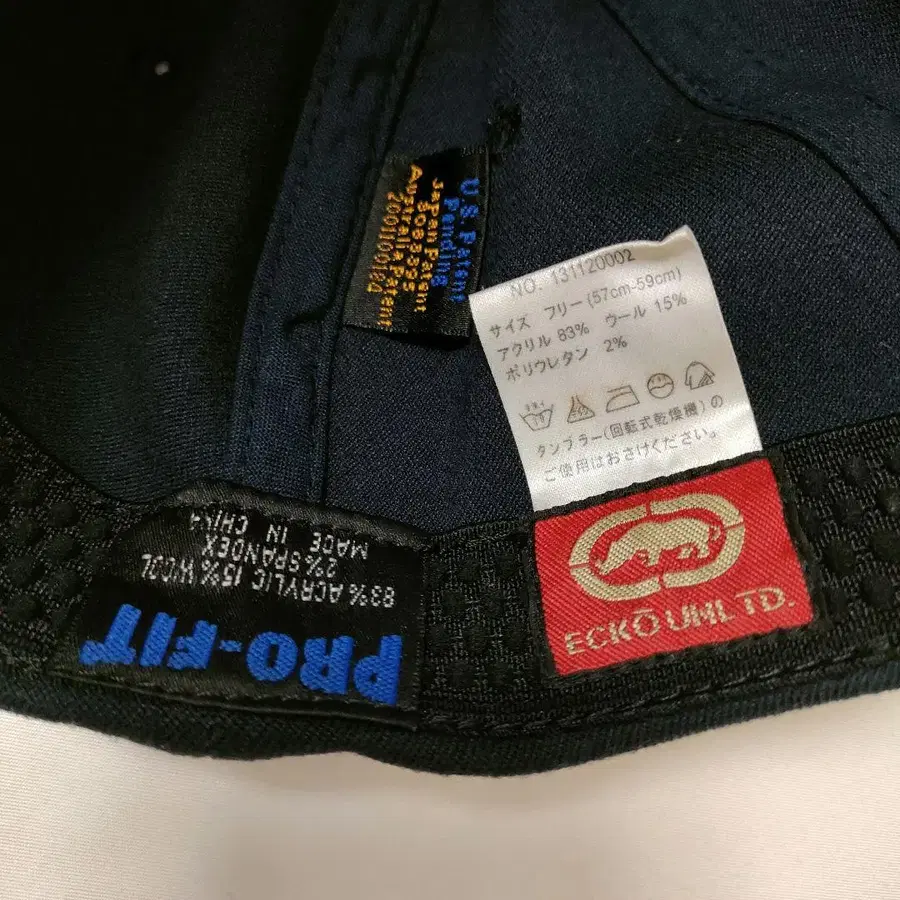 U.S. Patent
Pending
Japan Patent
3083395
Australia Patent
2001100184
NO. 131120002
サイズ フリー (57cm-59cm)
アクリル 83% ウール 15%
ポリウレタン 2%
タンブラー(回転式乾燥機)の
ご使用はおさけください。
ECKŌ UNLTD.
PRO-FIT
83% ACRYLIC 15% WOOL
2% SPANDEX
MADE IN CHINA